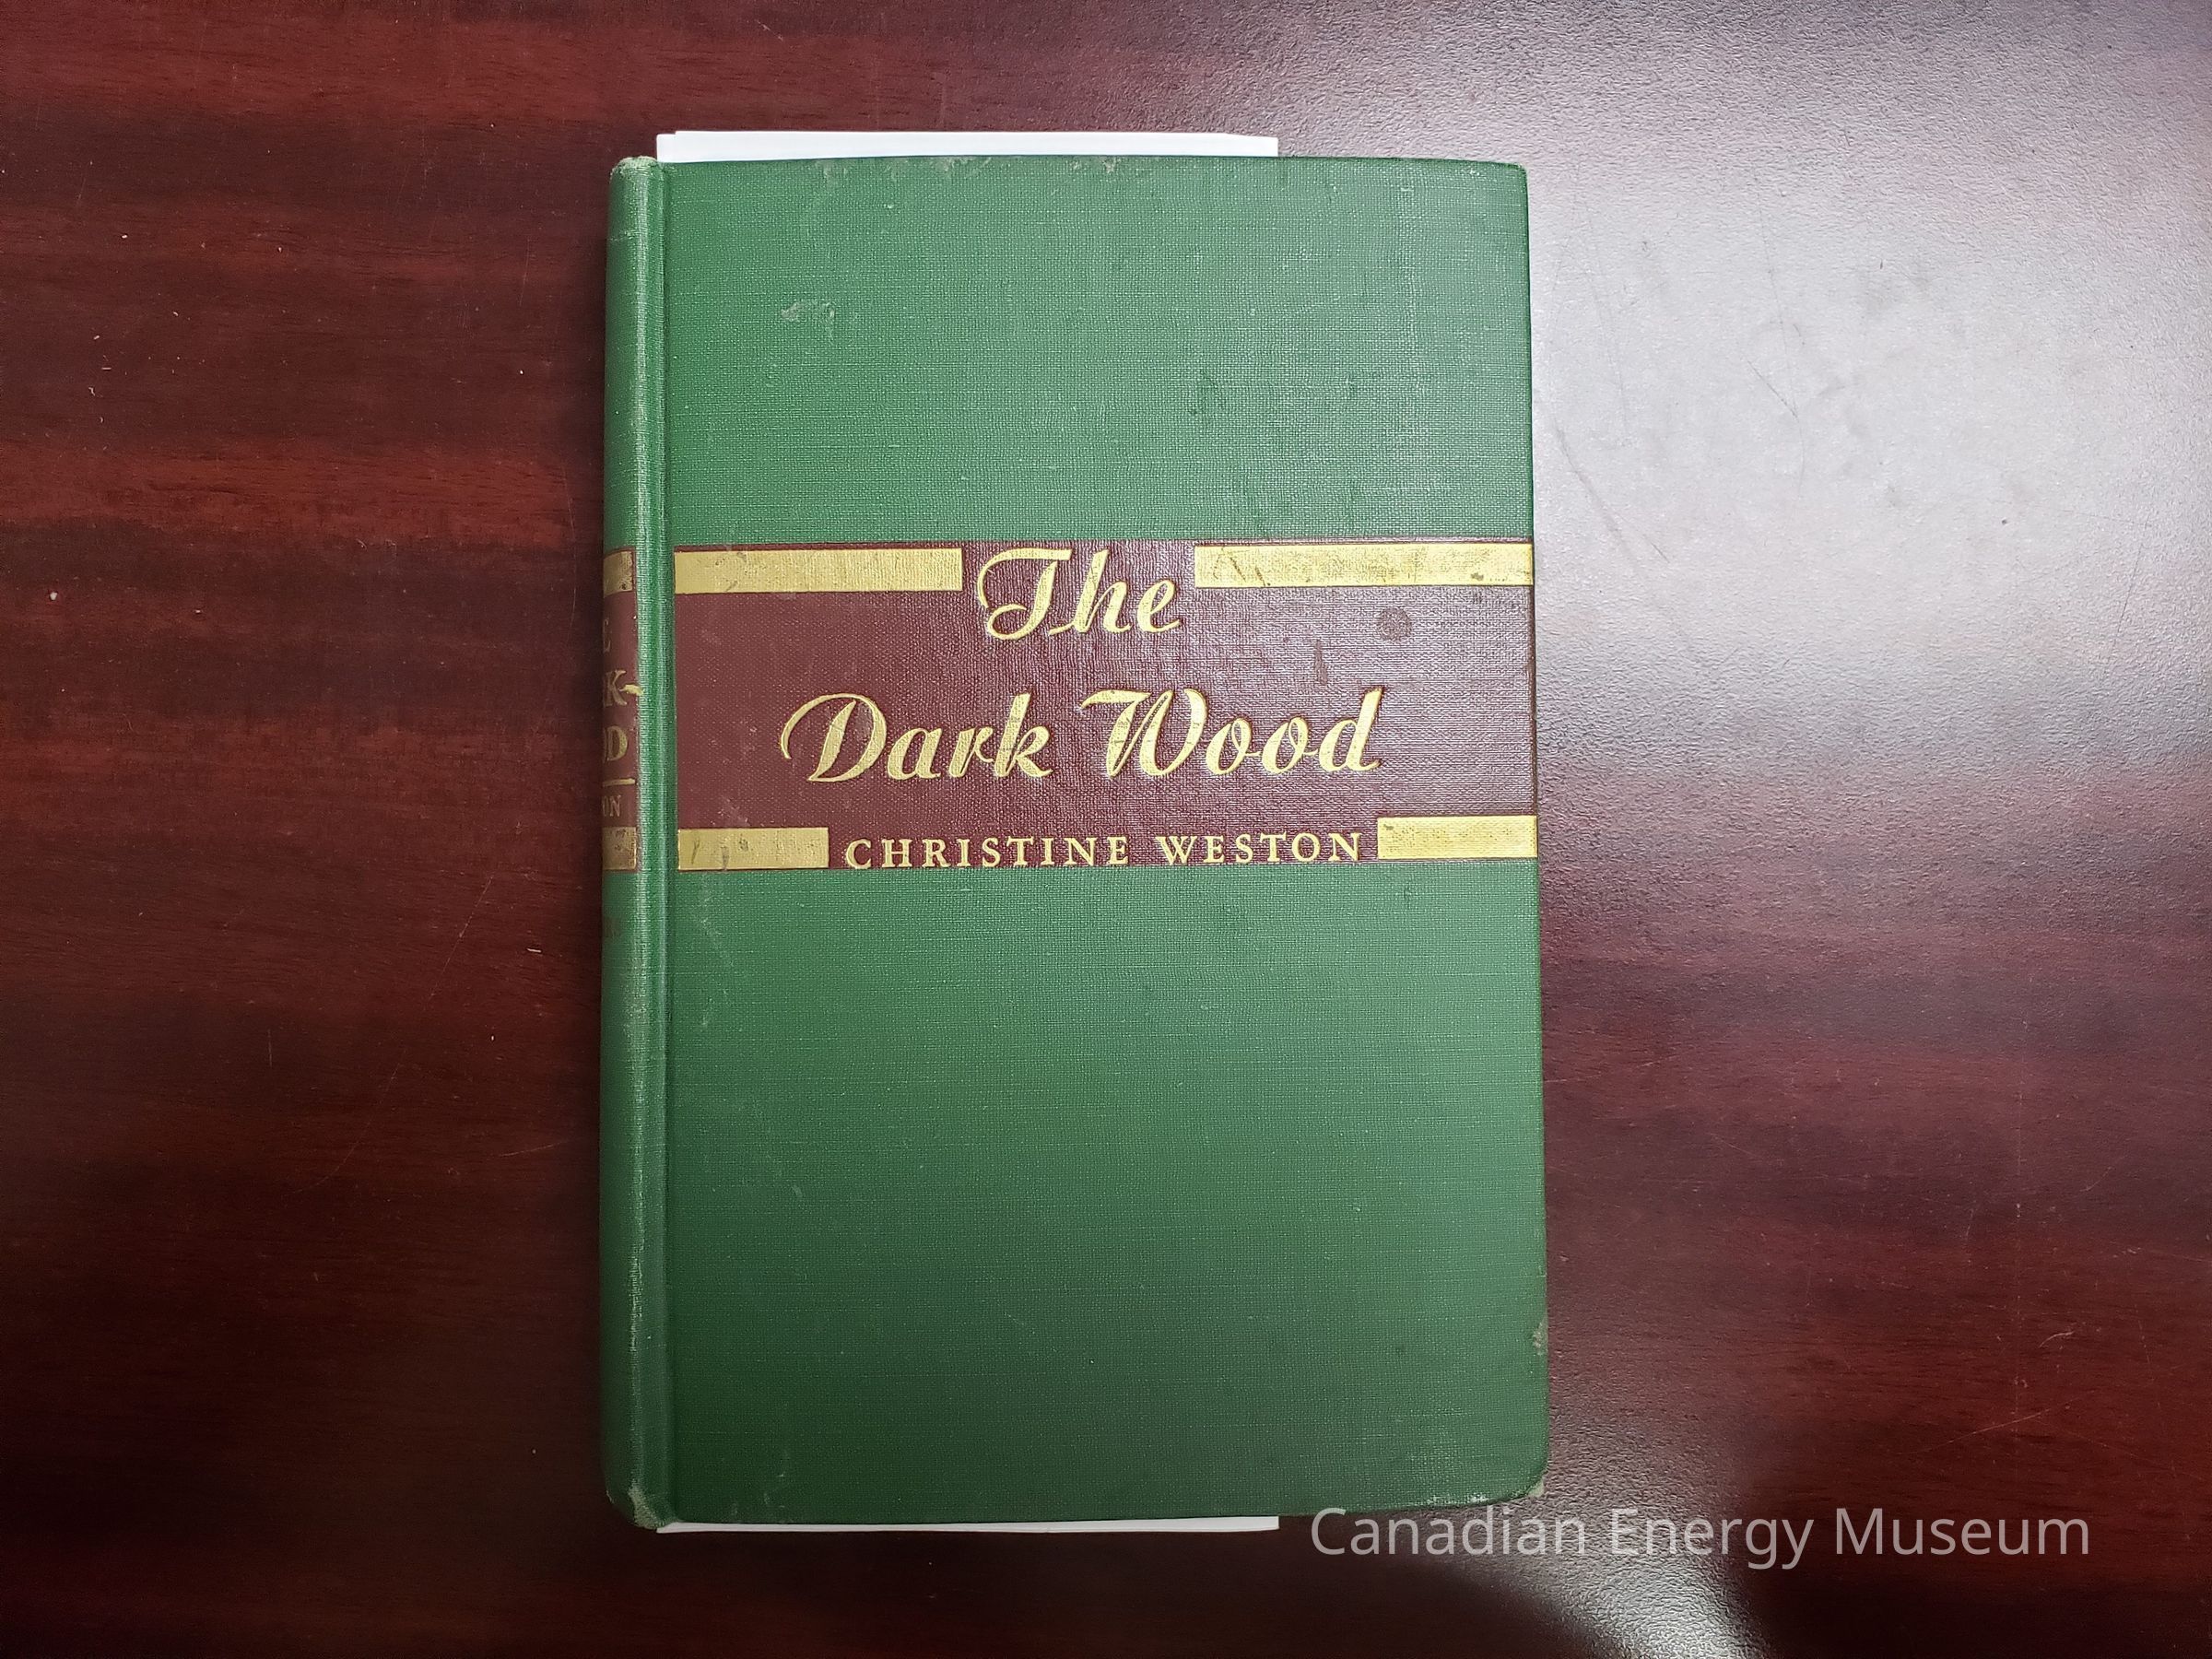 The
Dark Wood
CHRISTINE WESTON
Canadian Energy Museum